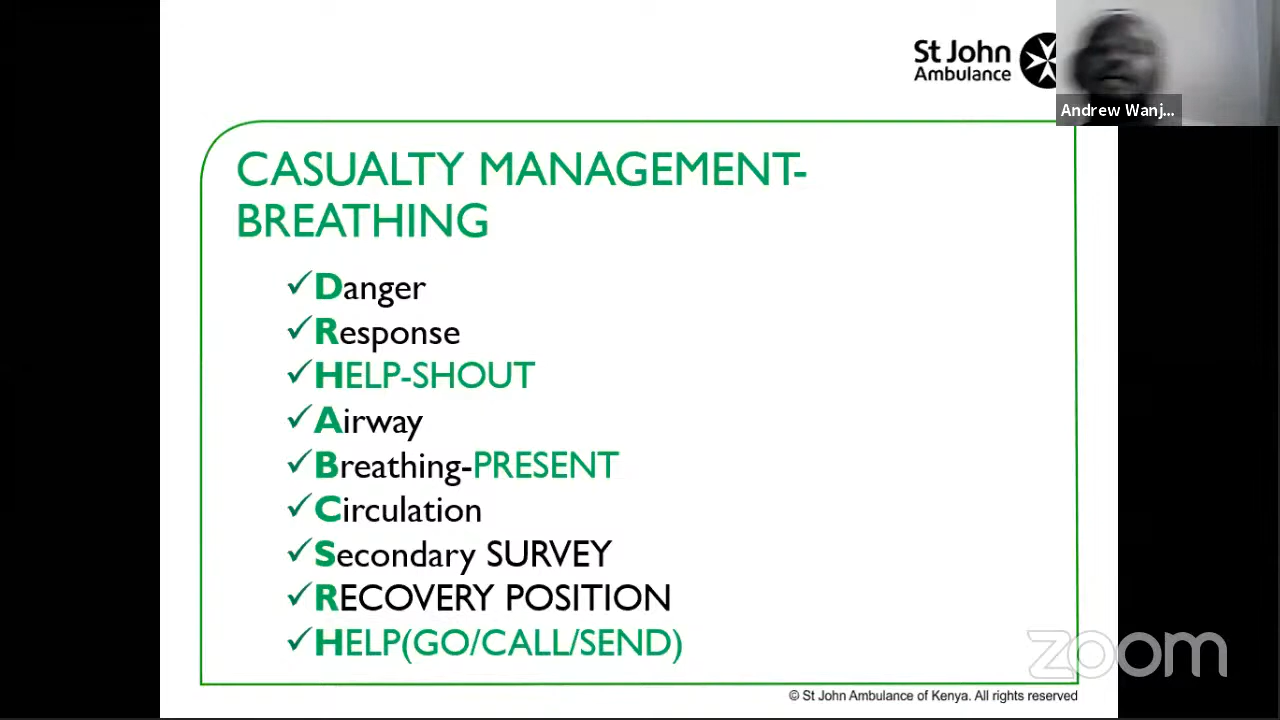 St John
Ambulance
Andrew Wanj...
CASUALTY MANAGEMENT-
BREATHING
✓Danger
✓Response
✓HELP-SHOUT
✓Airway
✓Breathing-PRESENT
✓Circulation
✓Secondary SURVEY
✓RECOVERY POSITION
✓HELP(GO/CALL/SEND)
zoom
© St John Ambulance of Kenya. All rights reserved